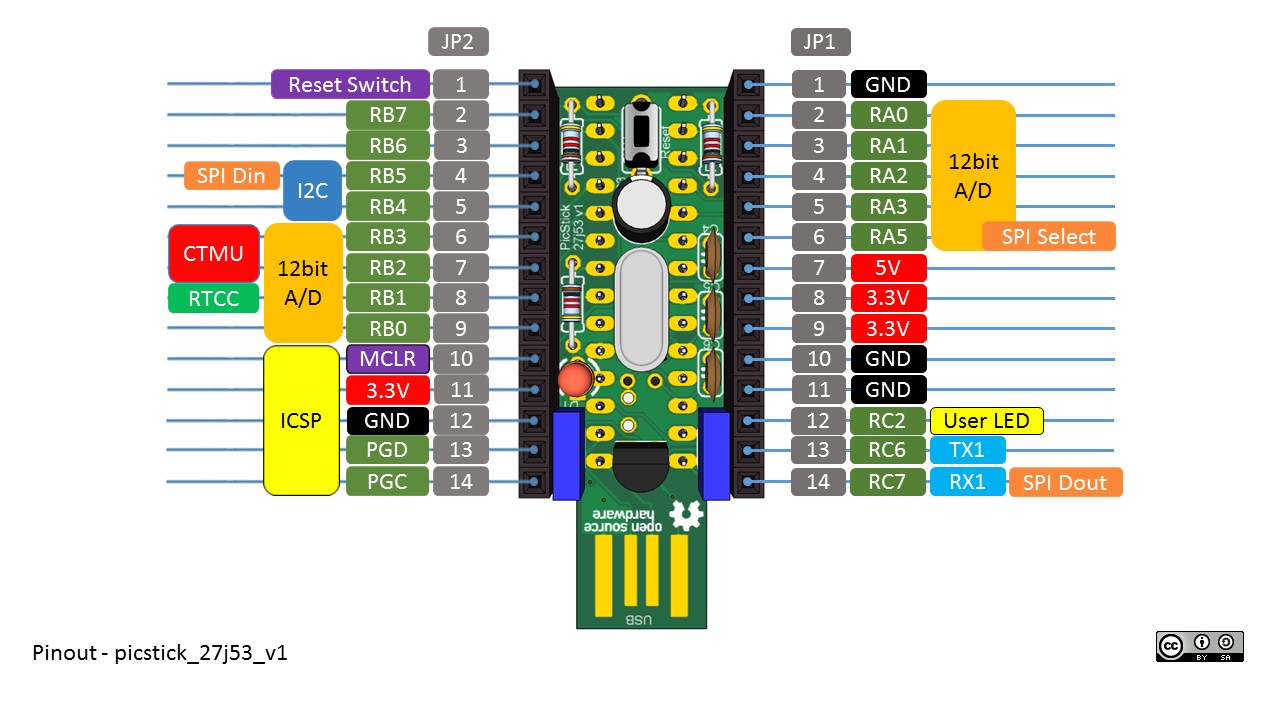 JP2
JP1
Reset Switch 1
RB7 2
RB6 3
SPI Din I2C RB5 4
RB4 5
CTMU 12bit A/D RB3 6
RB2 7
RTCC RB1 8
RB0 9
ICSP MCLR 10
3.3V 11
GND 12
PGD 13
PGC 14
Reset
PicStick
27j53 v1
open source
hardware
USB
1 GND
2 RA0 12bit A/D
3 RA1
4 RA2
5 RA3
6 RA5 SPI Select
7 5V
8 3.3V
9 3.3V
10 GND
11 GND
12 RC2 User LED
13 RC6 TX1
14 RC7 RX1 SPI Dout
Pinout - picstick_27j53_v1
cc BY SA